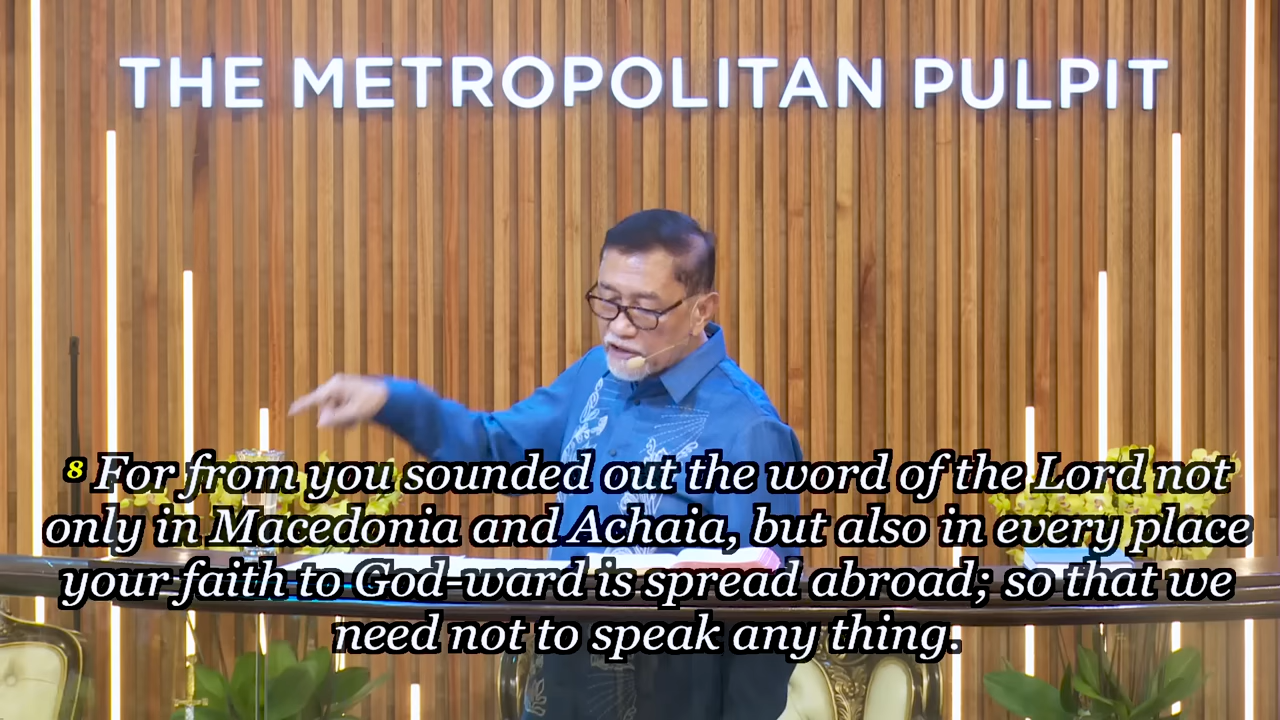 THE METROPOLITAN PULPIT
8 For from you sounded out the word of the Lord not
only in Macedonia and Achaia, but also in every place
your faith to God-ward is spread abroad; so that we
need not to speak any thing.